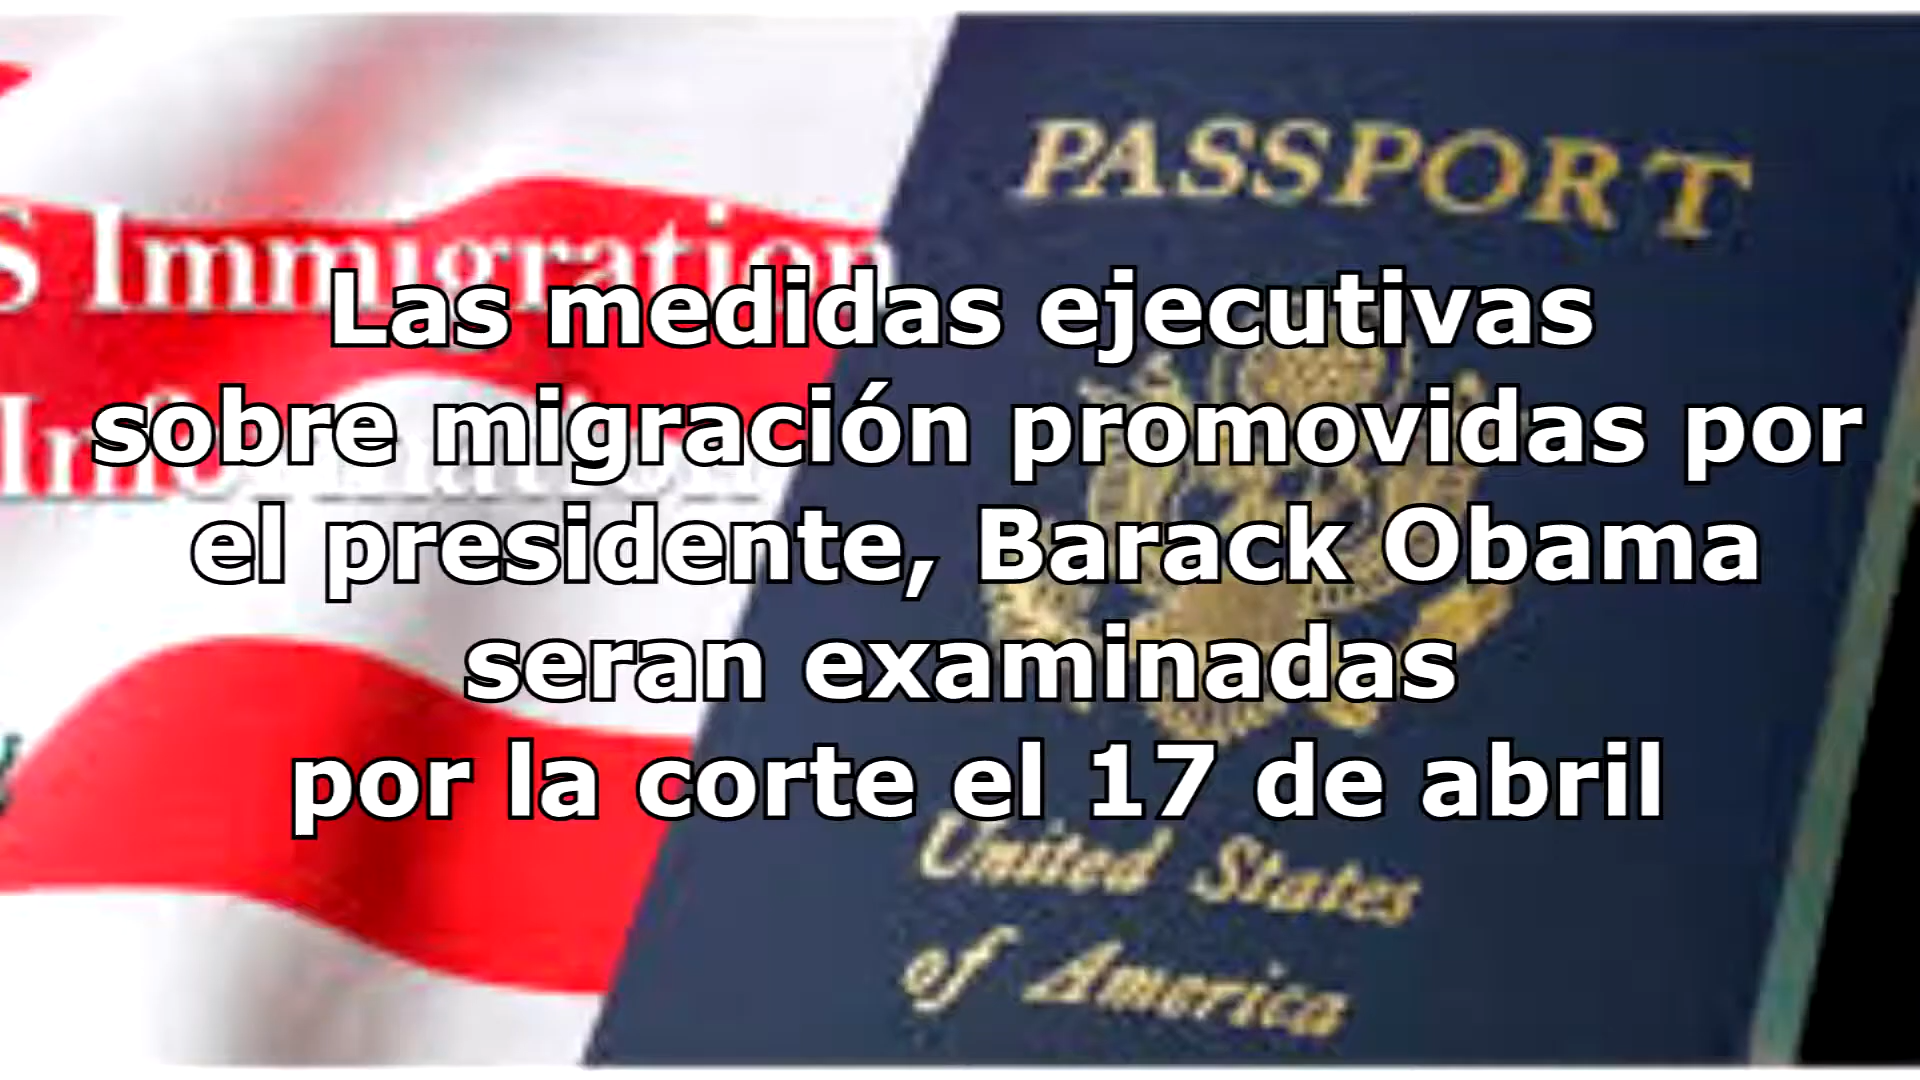 PASSPORT
S Immigration
Information
Las medidas ejecutivas
sobre migración promovidas por
el presidente, Barack Obama
seran examinadas
por la corte el 17 de abril
United States
of America